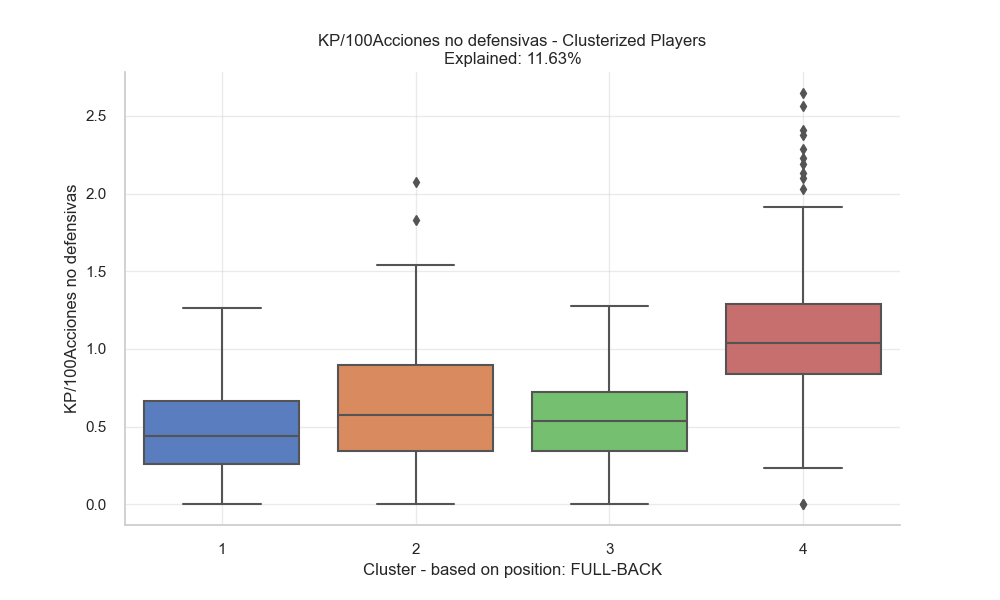 KP/100Acciones no defensivas - Clusterized Players
Explained: 11.63%
KP/100Acciones no defensivas
2.5
2.0
1.5
1.0
0.5
0.0
1
2
3
4
Cluster - based on position: FULL-BACK